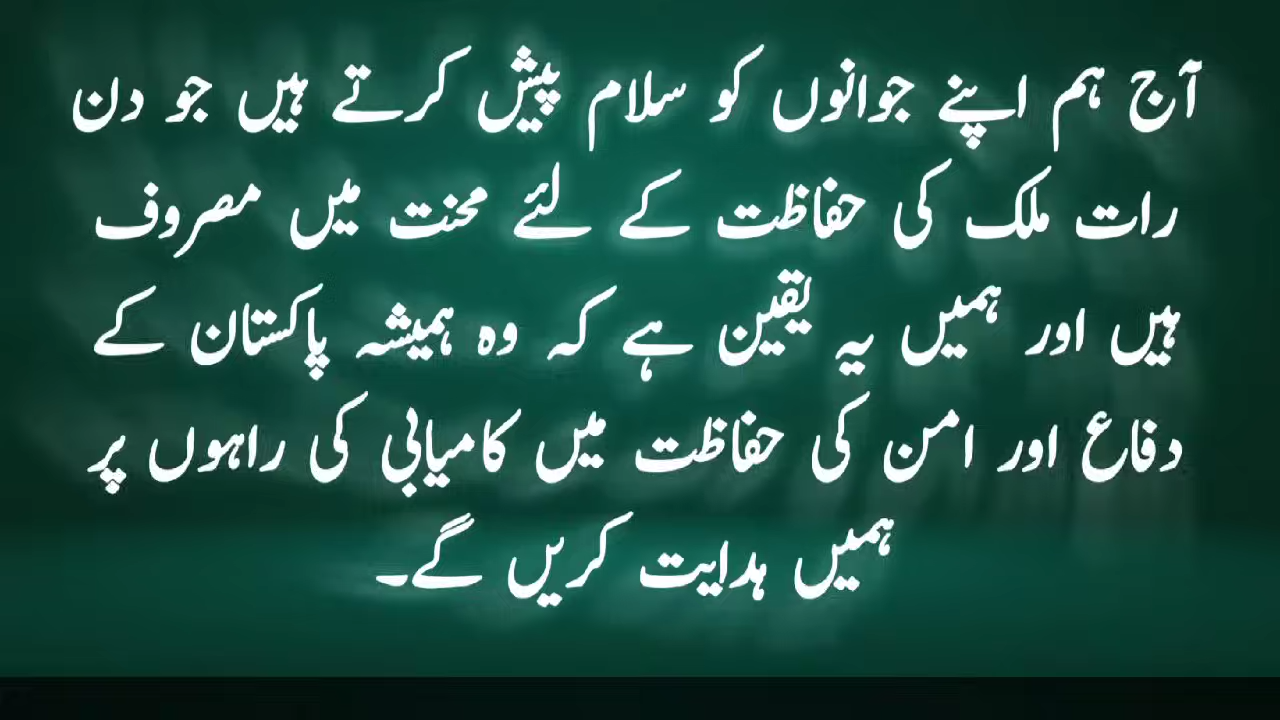 آج ہم اپنے جوانوں کو سلام پیش کرتے ہیں جو دن
رات ملک کی حفاظت کے لئے محنت میں مصروف
ہیں اور ہمیں یہ یقین ہے کہ وہ ہمیشہ پاکستان کے
دفاع اور امن کی حفاظت میں کامیابی کی راہوں پر
ہمیں ہدایت کریں گے۔